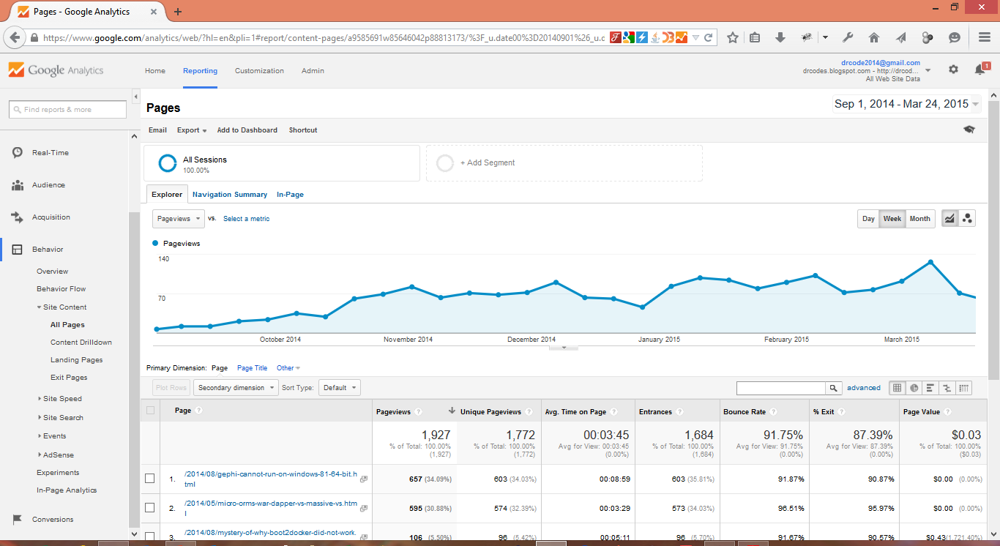 Pages - Google Analytics
https://www.google.com/analytics/web/?hl=en&pli=1#report/content-pages/a9585691w85646042p88813173/%3F_u.date00%3D20140901%26_u.c
Google Analytics
Home Reporting Customization Admin
drcode2014@gmail.com
drcodes.blogspot.com - http://drcod...
All Web Site Data
1
Find reports & more
Pages
Sep 1, 2014 - Mar 24, 2015
Email Export Add to Dashboard Shortcut
Real-Time
Audience
Acquisition
Behavior
Overview
Behavior Flow
Site Content
All Pages
Content Drilldown
Landing Pages
Exit Pages
Site Speed
Site Search
Events
AdSense
Experiments
In-Page Analytics
Conversions
All Sessions
100.00%
+ Add Segment
Explorer Navigation Summary In-Page
Pageviews vs. Select a metric
Day Week Month
Pageviews
140
70
October 2014 November 2014 December 2014 January 2015 February 2015 March 2015
Primary Dimension: Page Page Title Other
Plot Rows Secondary dimension Sort Type: Default advanced
Page ? Pageviews ? Unique Pageviews ? Avg. Time on Page ? Entrances ? Bounce Rate ? % Exit ? Page Value ?
1,927 1,772 00:03:45 1,684 91.75% 87.39% $0.03
% of Total: 100.00% % of Total: 100.00% Avg for View: 00:03:45 % of Total: 100.00% Avg for View: 91.75% Avg for View: 87.39% % of Total: 100.00%
(1,927) (1,772) (0.00%) (1,684) (0.00%) (0.00%) ($0.03)
1. /2014/08/gephi-cannot-run-on-windows-81-64-bit.h
tml
657 (34.09%) 603 (34.03%) 00:08:59 603 (35.81%) 91.87% 90.87% $0.00 (0.00%)
2. /2014/05/micro-orms-war-dapper-vs-massive-vs.htm
l
595 (30.88%) 574 (32.39%) 00:03:29 573 (34.03%) 96.51% 95.97% $0.00 (0.00%)
3. /2014/08/mystery-of-why-boot2docker-did-not-work.
106 (5.50%) 96 (5.42%) 00:05:11 96 (5.70%) 91.67% 90.57% $0.43(1,721.40%)